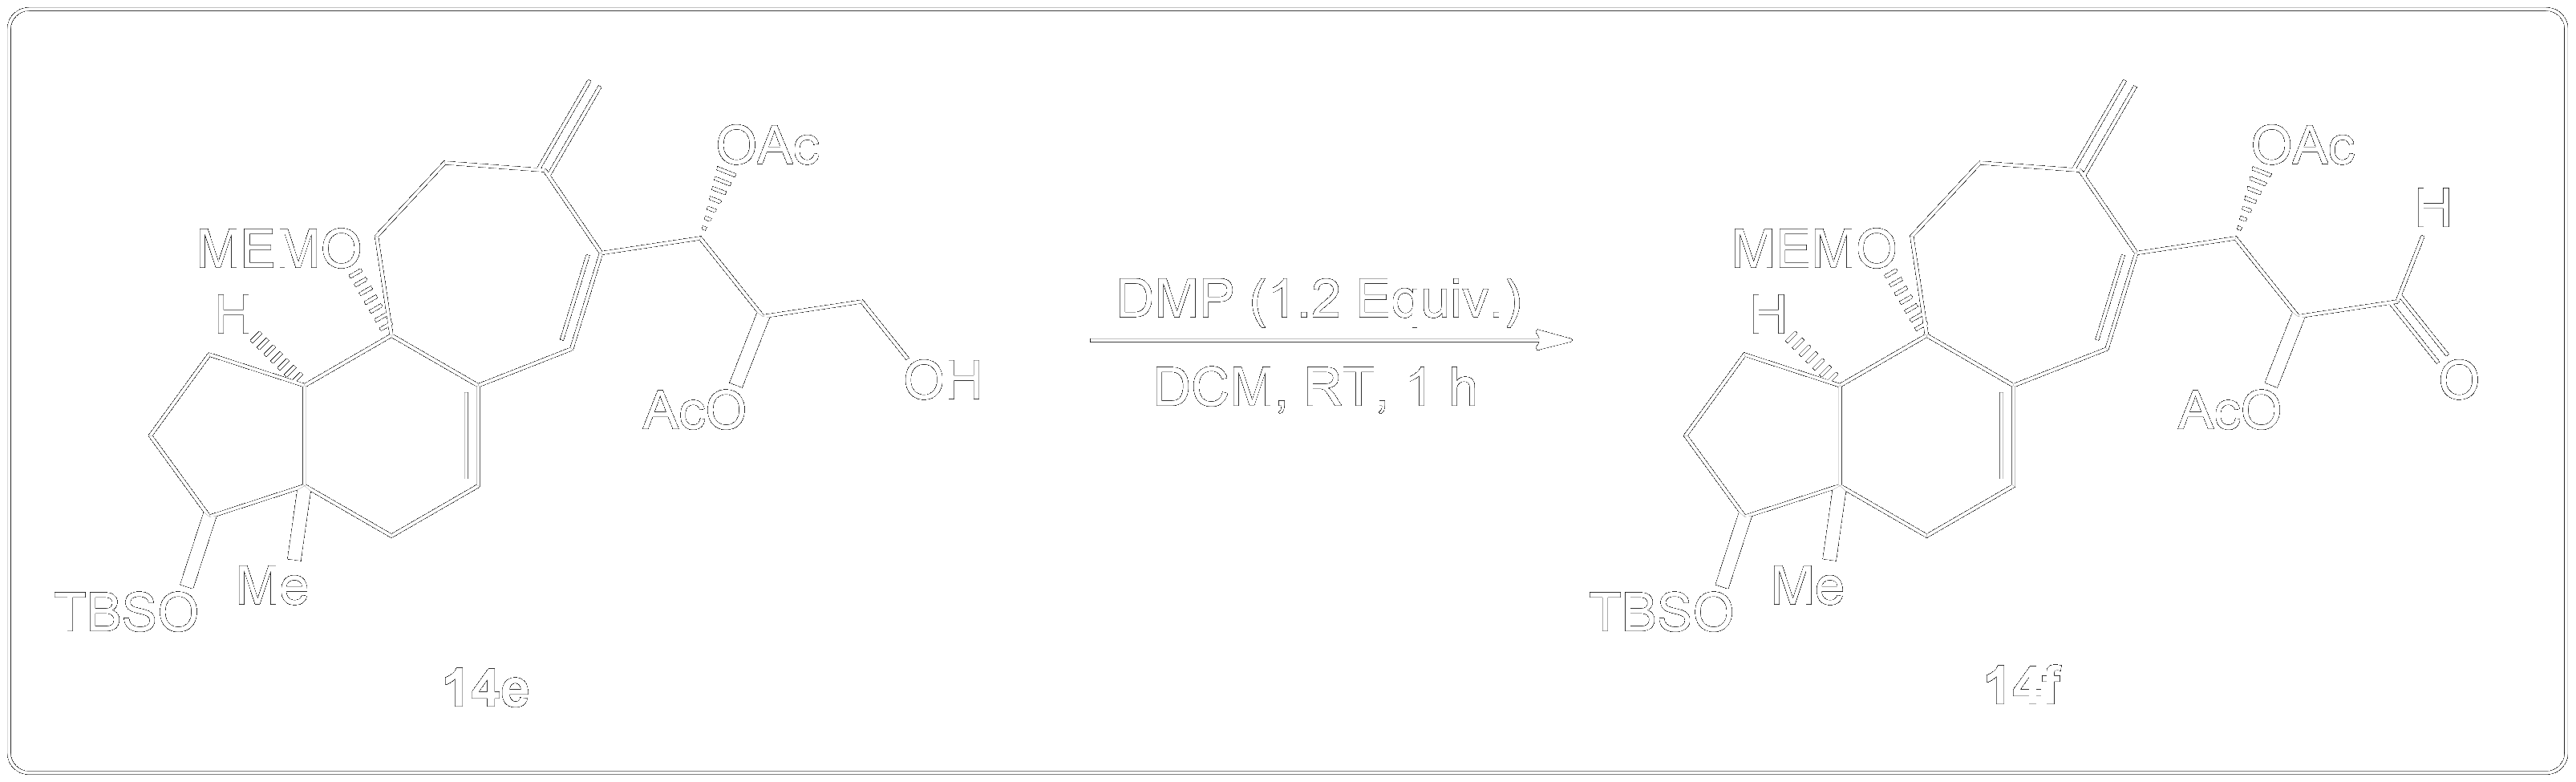 OAc
MEMO
H
OH
AcO
Me
TBSO
14e
DMP (1.2 Equiv.)
DCM, RT, 1 h
OAc
H
MEMO
H
O
AcO
Me
TBSO
14f